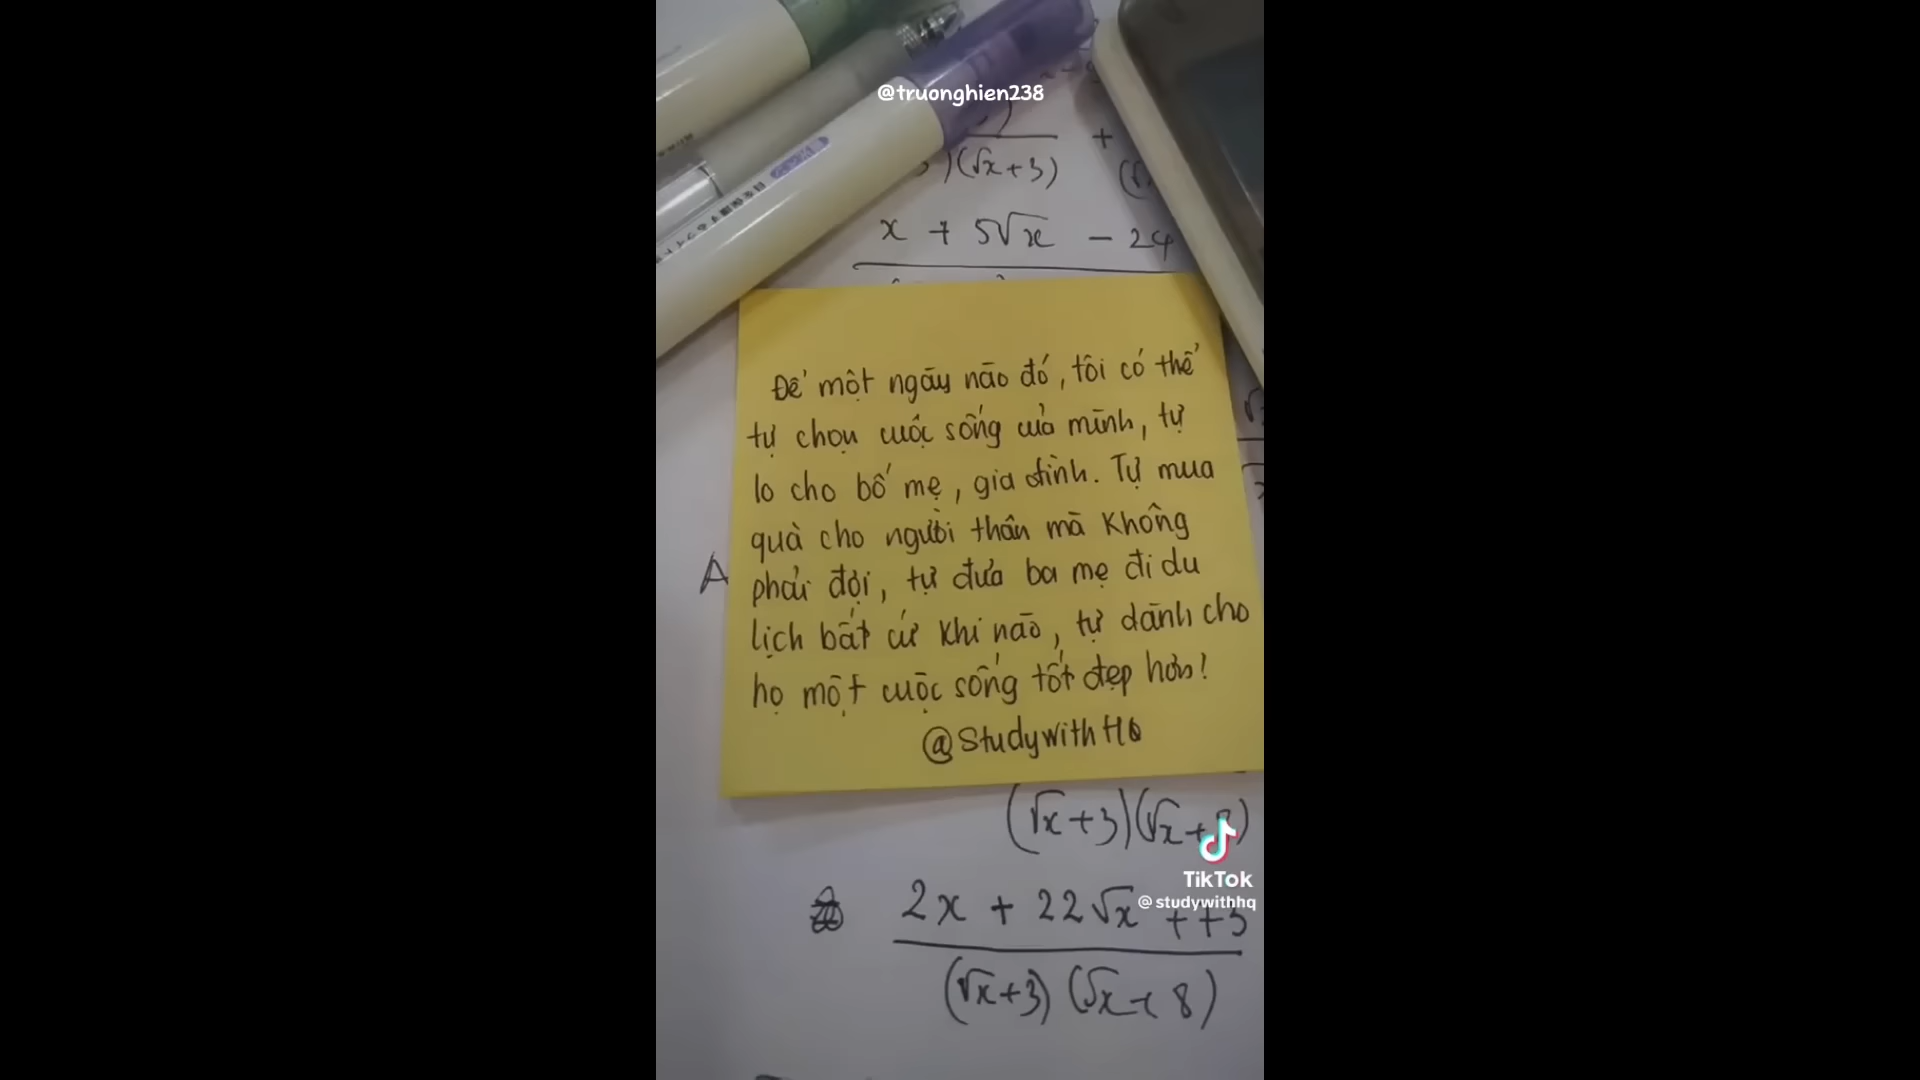 @truonghien238
)(√x+3)
+
x + 5√x - 24
Để một ngày nào đó, tôi có thể
tự chọn cuộc sống của mình, tự
lo cho bố mẹ, gia đình. Tự mua
quà cho người thân mà không
phải đợi, tự đưa ba mẹ đi du
lịch bất cứ khi nào, tự dành cho
họ một cuộc sống tốt đẹp hơn!
@StudywithHQ
A
(√x+3)(√x+8)
TikTok
@studywithhq
2x + 22√x +
(√x+3) (√x+8)